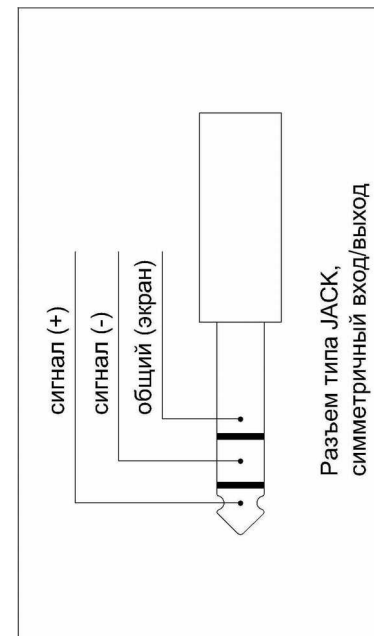 сигнал (+)
сигнал (-)
общий (экран)
Разъем типа JACK,
симметричный вход/выход